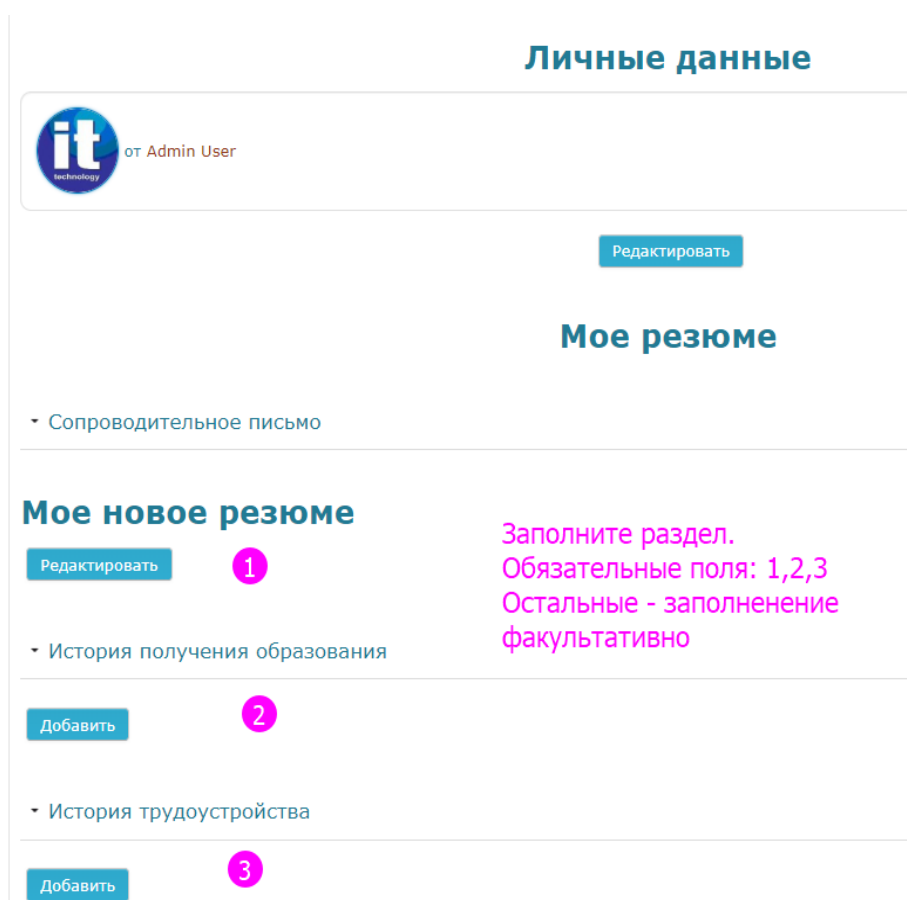 Личные данные
it
technology
от Admin User
Редактировать
Мое резюме
Сопроводительное письмо
Мое новое резюме
Редактировать
1
Заполните раздел.
Обязательные поля: 1,2,3
Остальные - заполненение
факультативно
История получения образования
Добавить
2
История трудоустройства
Добавить
3